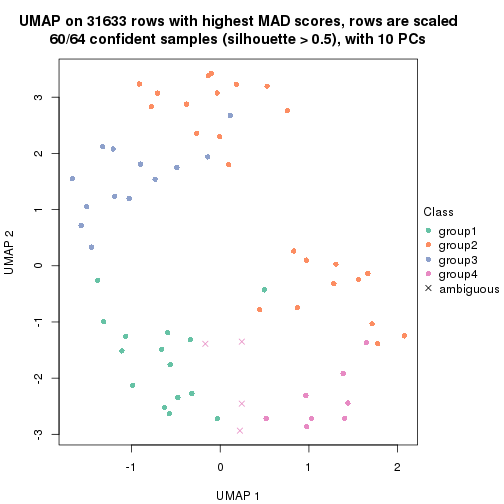 UMAP on 31633 rows with highest MAD scores, rows are scaled
60/64 confident samples (silhouette > 0.5), with 10 PCs
3
2
1
0
-1
-2
-3
UMAP 2
-1
0
1
2
UMAP 1
Class
group1
group2
group3
group4
ambiguous